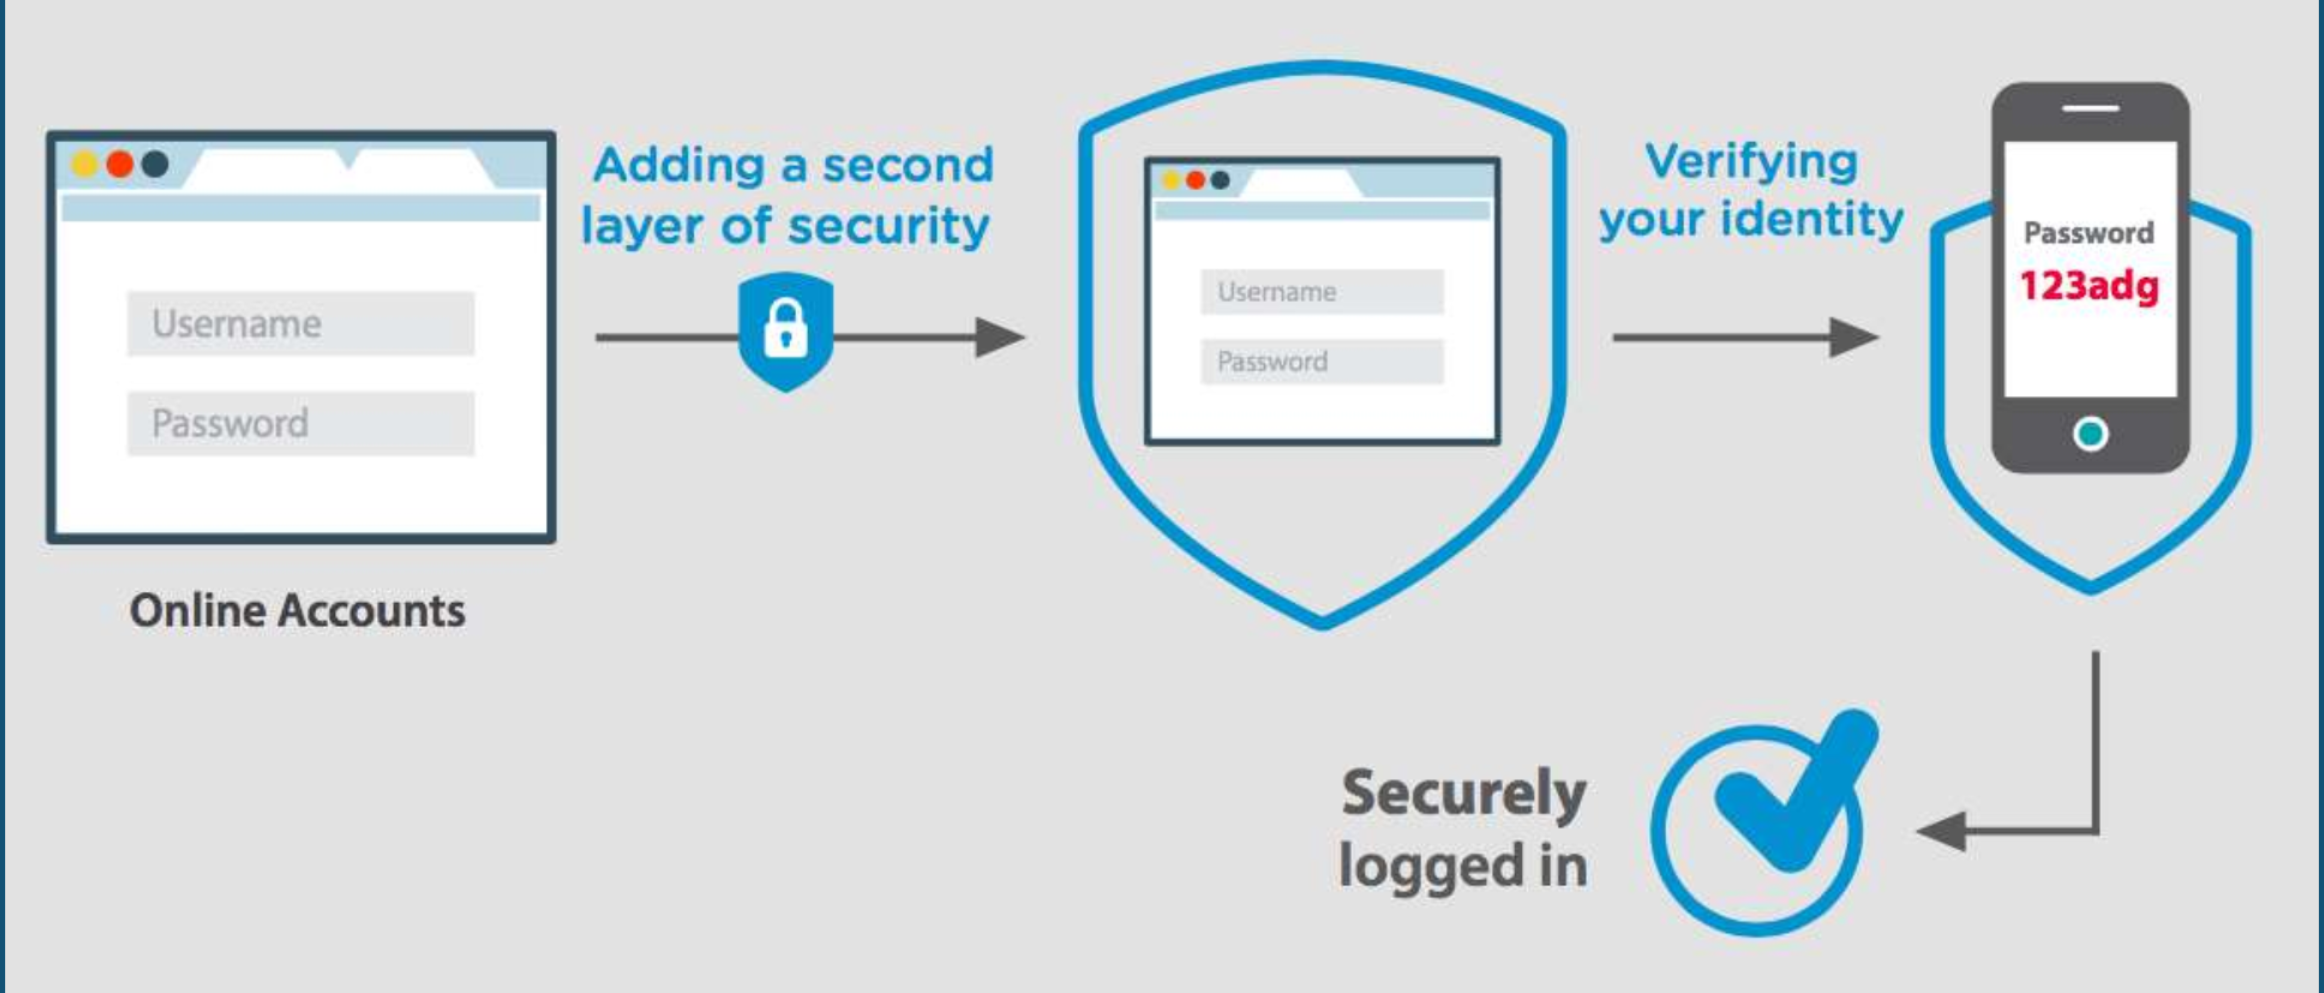 Username
Password
Online Accounts
Adding a second
layer of security
Username
Password
Verifying
your identity
Password
123adg
Securely
logged in